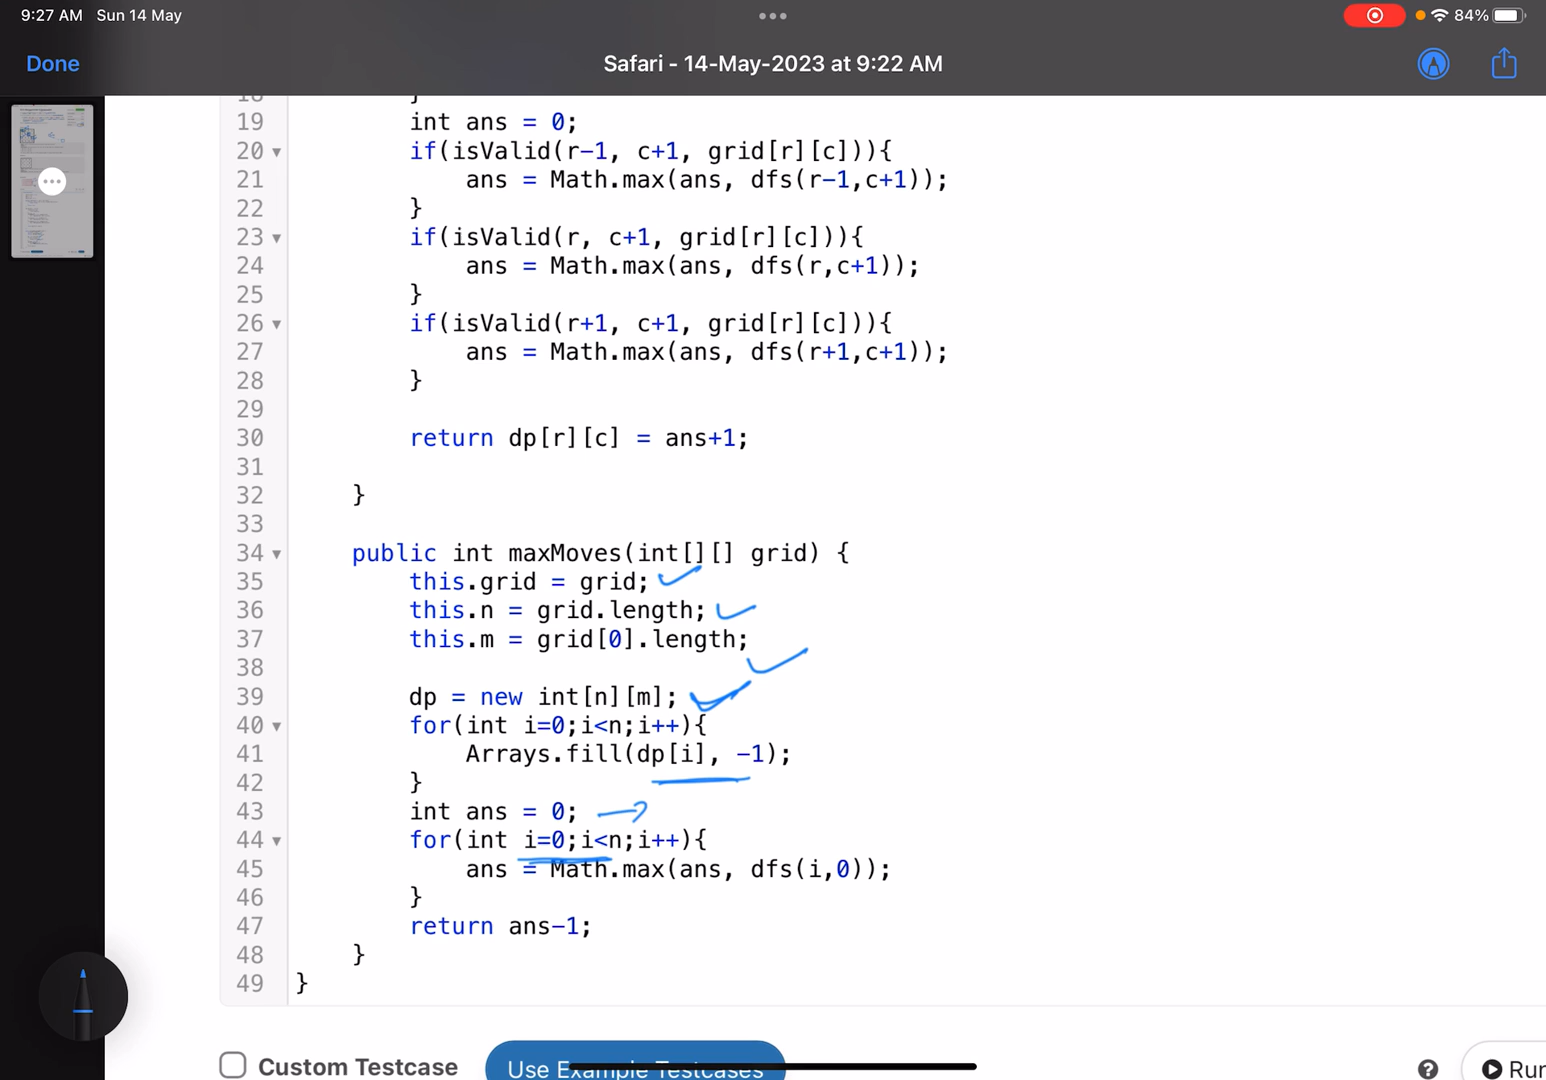 9:27 AM Sun 14 May
84%
Done
Safari - 14-May-2023 at 9:22 AM
18 }
19 int ans = 0;
20 if(isValid(r-1, c+1, grid[r][c])){
21 ans = Math.max(ans, dfs(r-1,c+1));
22 }
23 if(isValid(r, c+1, grid[r][c])){
24 ans = Math.max(ans, dfs(r,c+1));
25 }
26 if(isValid(r+1, c+1, grid[r][c])){
27 ans = Math.max(ans, dfs(r+1,c+1));
28 }
29
30 return dp[r][c] = ans+1;
31
32 }
33
34 public int maxMoves(int[][] grid) {
35 this.grid = grid;
36 this.n = grid.length;
37 this.m = grid[0].length;
38
39 dp = new int[n][m];
40 for(int i=0;i<n;i++){
41 Arrays.fill(dp[i], -1);
42 }
43 int ans = 0;
44 for(int i=0;i<n;i++){
45 ans = Math.max(ans, dfs(i,0));
46 }
47 return ans-1;
48 }
49 }
Custom Testcase
Use Example Testcases
Run